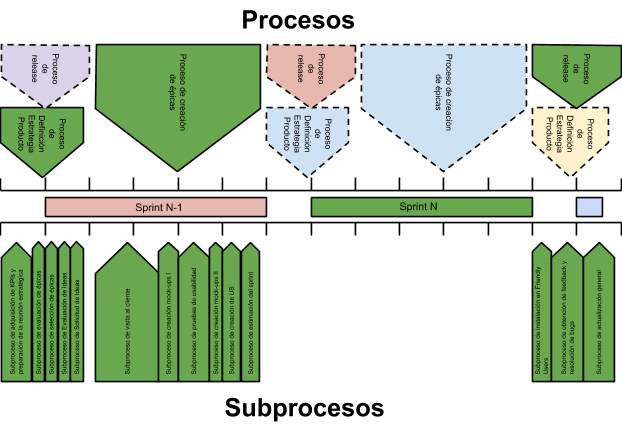 Procesos
Proceso
de
release
Proceso de creación
de épicas
Proceso
de
release
Proceso de creación
de épicas
Proceso
de
release
Proceso
de
Definición
Estrategia
Producto
Proceso
de
Definición
Estrategia
Producto
Proceso
de
Definición
Estrategia
Producto
Sprint N-1
Sprint N
Subproceso de adquisición de KPIs y
preparación de la reunión estratégica
Subproceso de evaluación de épicas
Subproceso de selección de épicas
Subproceso de Evaluación de Ideas
Subproceso de Solicitud de Ideas
Subproceso de visita al cliente
Subproceso de creación mock-ups I
Subproceso de pruebas de usabilidad
Subproceso de creación mock-ups II
Subproceso de creación de US
Subproceso de estimación del sprint
Subproceso de instalación en Friendly
Users
Subproceso de obtención de feedback y
resolución de bugs
Subproceso de actualización general
Subprocesos